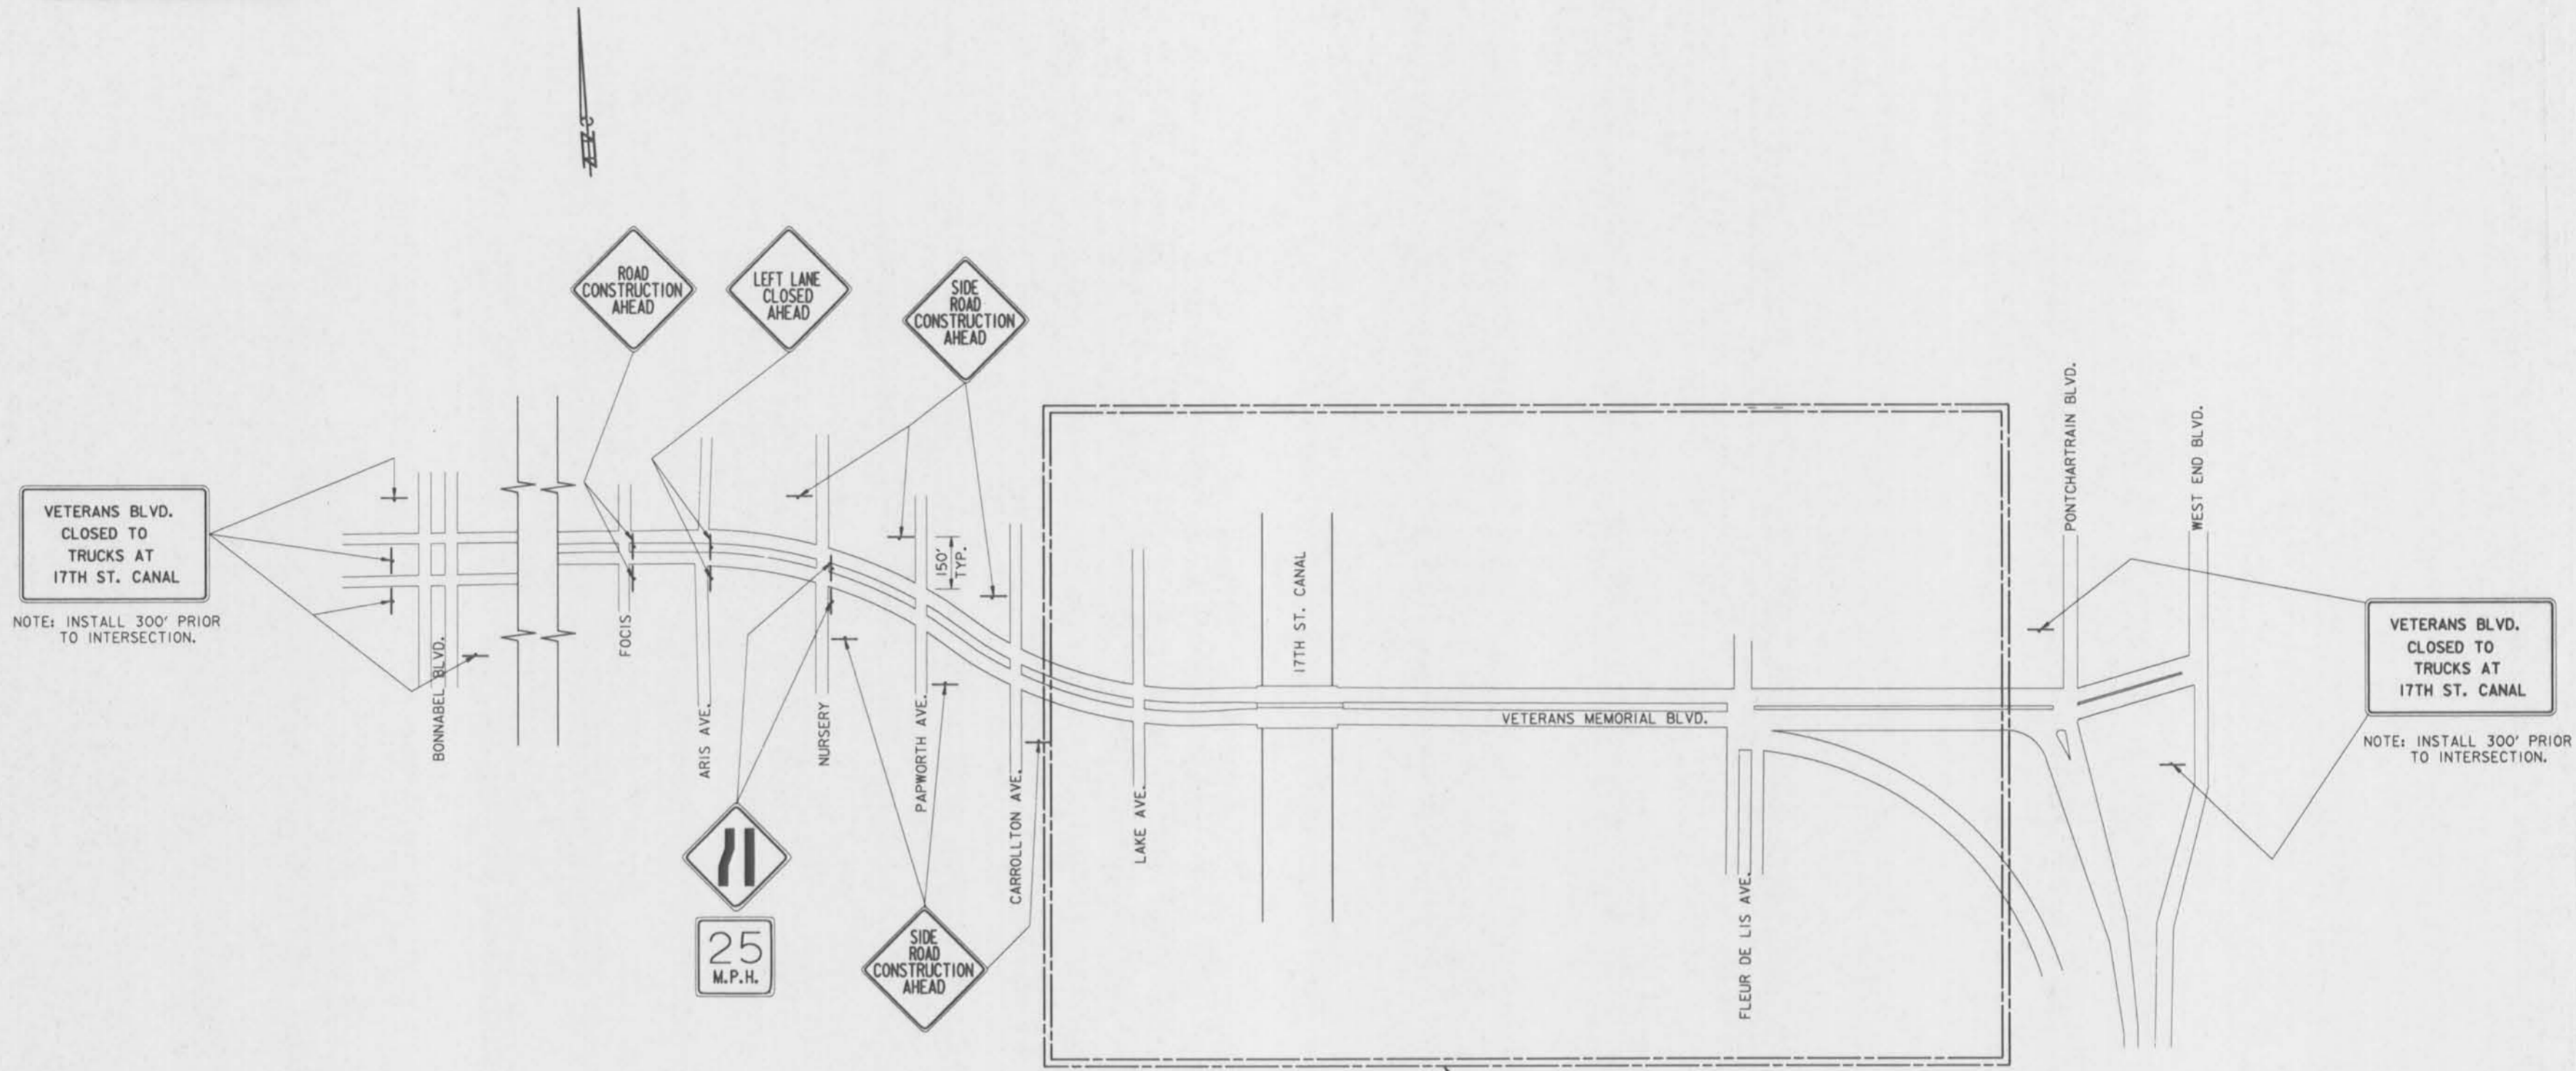 ROAD
CONSTRUCTION
AHEAD
LEFT LANE
CLOSED
AHEAD
SIDE
ROAD
CONSTRUCTION
AHEAD
VETERANS BLVD.
CLOSED TO
TRUCKS AT
17TH ST. CANAL
NOTE: INSTALL 300' PRIOR
TO INTERSECTION.
BONNABEL BLVD.
FOCIS
ARIS AVE.
NURSERY
PAPWORTH AVE.
150'
TYP.
CARROLLTON AVE.
LAKE AVE.
17TH ST. CANAL
VETERANS MEMORIAL BLVD.
FLEUR DE LIS AVE.
PONTCHARTRAIN BLVD.
WEST END BLVD.
VETERANS BLVD.
CLOSED TO
TRUCKS AT
17TH ST. CANAL
NOTE: INSTALL 300' PRIOR
TO INTERSECTION.
25
M.P.H.
SIDE
ROAD
CONSTRUCTION
AHEAD